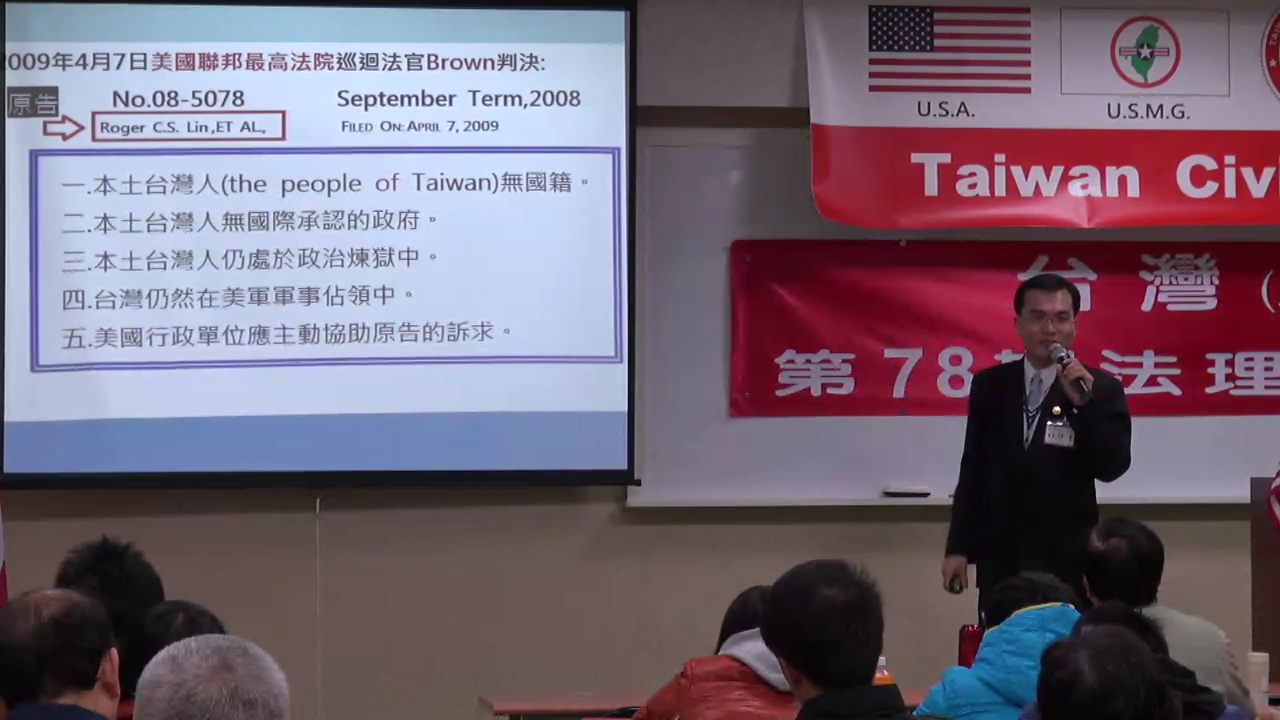 2009年4月7日美國聯邦最高法院巡迴法官Brown判決:
原告
No.08-5078
September Term,2008
Roger C.S. Lin,ET AL.,
FILED ON: APRIL 7, 2009
一.本土台灣人(the people of Taiwan)無國籍。
二.本土台灣人無國際承認的政府。
三.本土台灣人仍處於政治煉獄中。
四.台灣仍然在美軍軍事佔領中。
五.美國行政單位應主動協助原告的訴求。
U.S.A.
U.S.M.G.
Taiwan Civ
台灣(
第78 法理